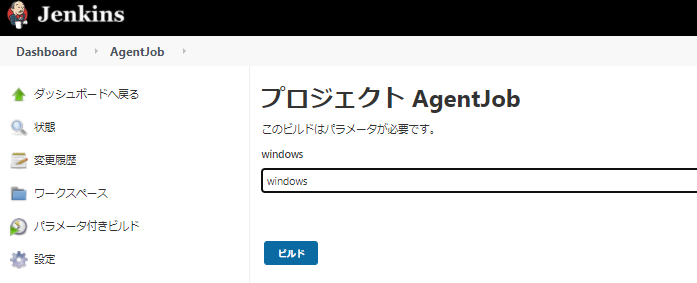 Jenkins
Dashboard AgentJob
ダッシュボードへ戻る
状態
変更履歴
ワークスペース
パラメータ付きビルド
設定
プロジェクト AgentJob
このビルドはパラメータが必要です。
windows
windows
ビルド